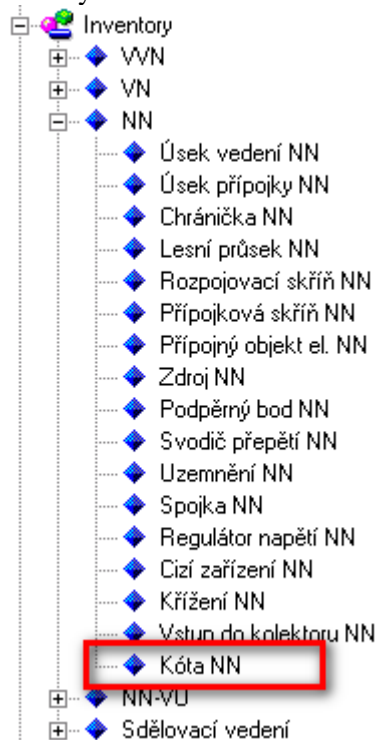 Inventory
VVN
VN
NN
Úsek vedení NN
Úsek přípojky NN
Chránička NN
Lesní průsek NN
Rozpojovací skříň NN
Přípojková skříň NN
Přípojný objekt el. NN
Zdroj NN
Podpěrný bod NN
Svodič přepětí NN
Uzemnění NN
Spojka NN
Regulátor napětí NN
Cizí zařízení NN
Křížení NN
Vstup do kolektoru NN
Kóta NN
NN-VO
Sdělovací vedení